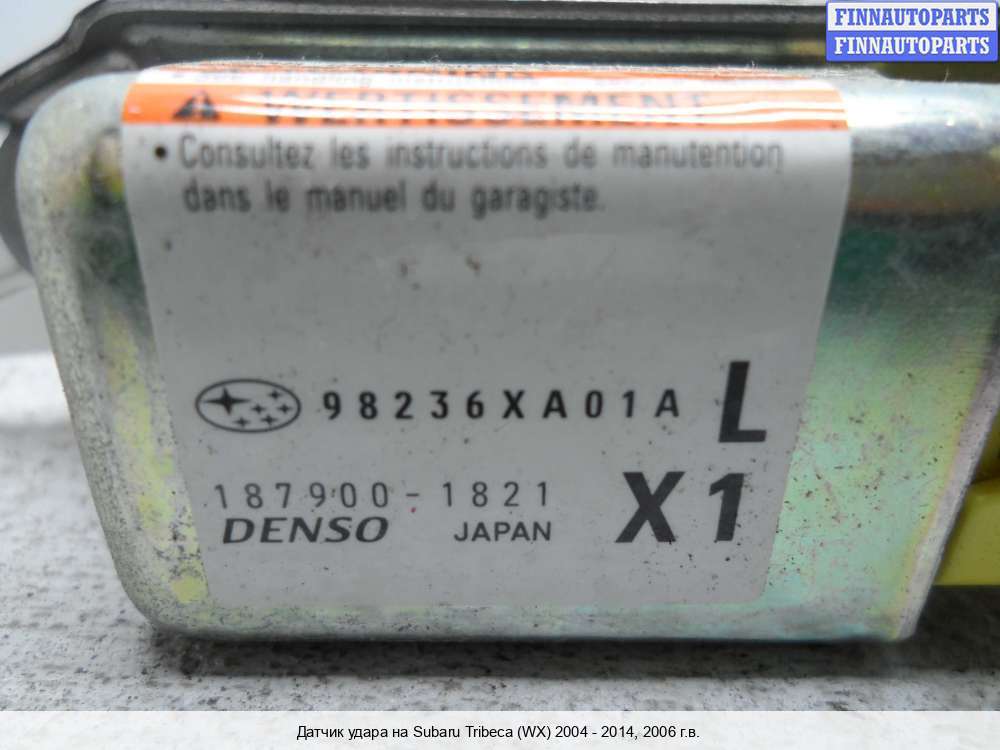 FINNAUTOPARTS
FINNAUTOPARTS
AVERTISSEMENT
• Consultez les instructions de manutention
dans le manuel du garagiste.
98236XA01A L
187900-1821 X1
DENSO JAPAN
Датчик удара на Subaru Tribeca (WX) 2004 - 2014, 2006 г.в.